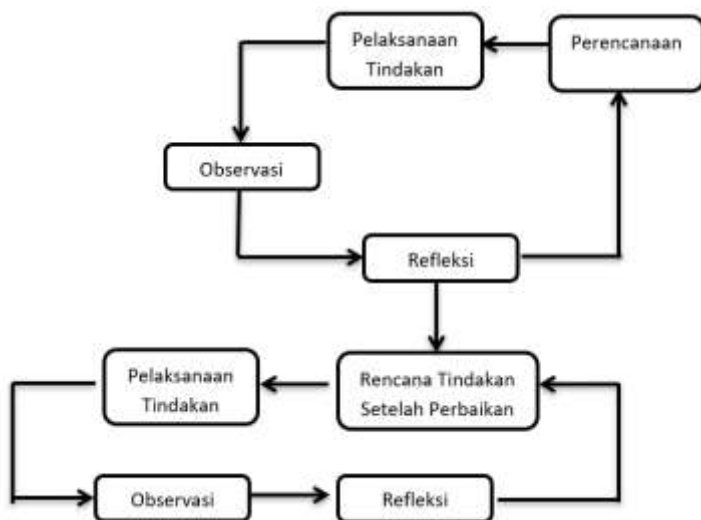 Pelaksanaan
Tindakan
Perencanaan
Observasi
Refleksi
Pelaksanaan
Tindakan
Rencana Tindakan
Setelah Perbaikan
Observasi
Refleksi